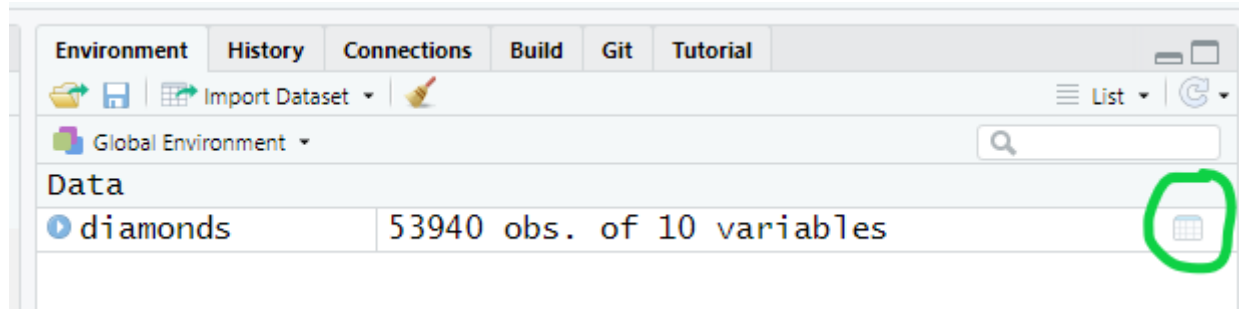 Environment History Connections Build Git Tutorial
Import Dataset List
Global Environment
Data
diamonds 53940 obs. of 10 variables